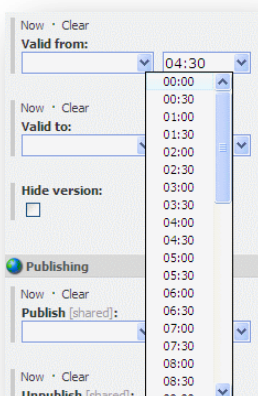 Now · Clear
Valid from:
04:30
00:00
00:30
01:00
01:30
02:00
02:30
03:00
03:30
04:00
04:30
05:00
05:30
06:00
06:30
07:00
07:30
08:00
08:30
Now · Clear
Valid to:
Hide version:
Publishing
Now · Clear
Publish [shared]:
Now · Clear
Unpublish [shared]: